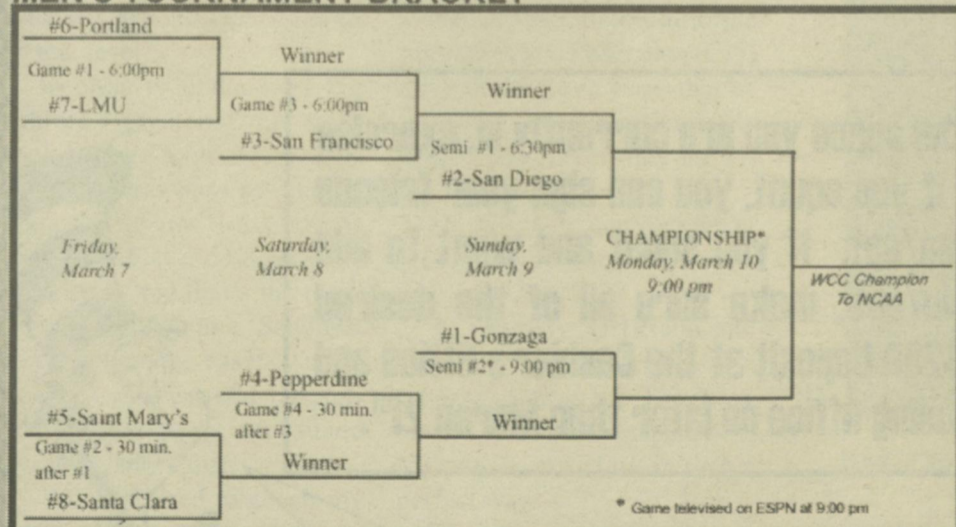 MEN'S TOURNAMENT BRACKET
#6-Portland
Game #1 - 6:00pm
#7-LMU
Winner
Game #3 - 6:00pm
#3-San Francisco
Winner
Semi #1 - 6:30pm
#2-San Diego
Friday,
March 7
Saturday,
March 8
Sunday,
March 9
CHAMPIONSHIP*
Monday, March 10
9:00 pm
WCC Champion
To NCAA
#1-Gonzaga
Semi #2* - 9:00 pm
Winner
#4-Pepperdine
Game #4 - 30 min.
after #3
Winner
#5-Saint Mary's
Game #2 - 30 min.
after #1
#8-Santa Clara
* Game televised on ESPN at 9:00 pm